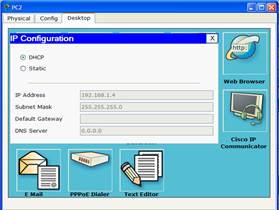 PC2
Physical Config Desktop
IP Configuration X
DHCP
Static
IP Address 192.168.1.4
Subnet Mask 255.255.255.0
Default Gateway
DNS Server 0.0.0.0
http:
Web Browser
Cisco IP
Communicator
E Mail PPPoE Dialer Text Editor